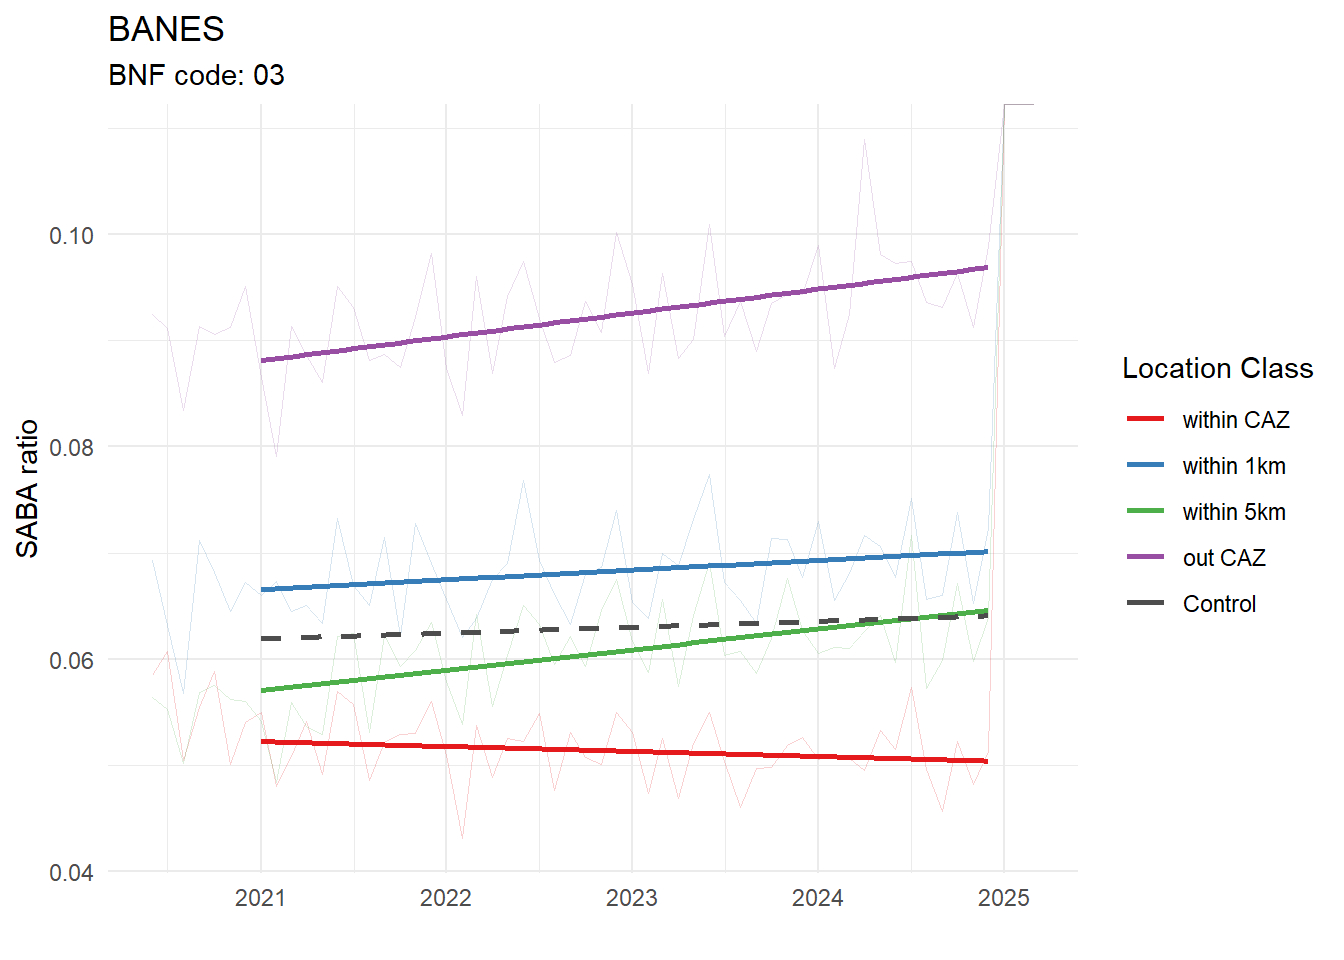 BANES
BNF code: 03
SABA ratio
0.10
0.08
0.06
0.04
2021
2022
2023
2024
2025
Location Class
within CAZ
within 1km
within 5km
out CAZ
Control